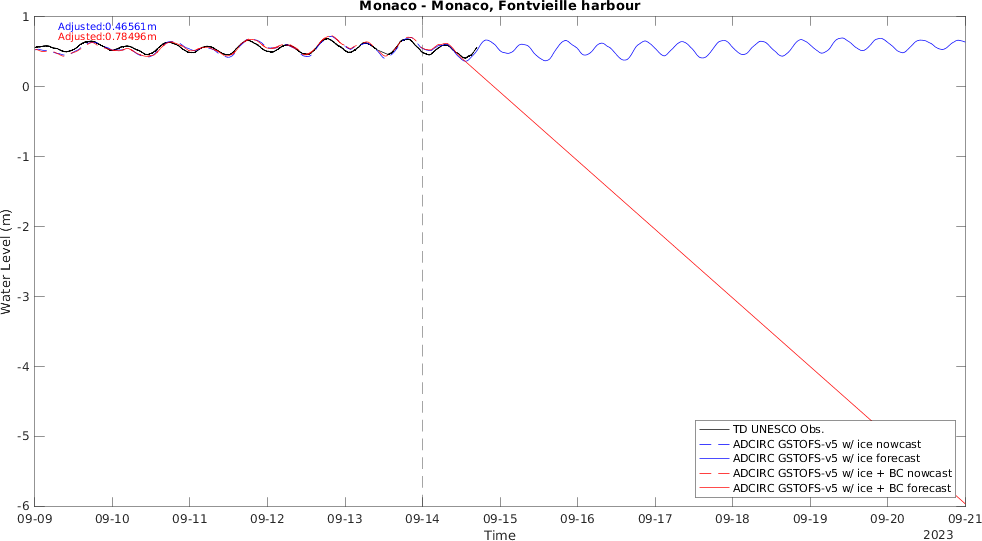 Monaco - Monaco, Fontvieille harbour
Adjusted:0.46561m
Adjusted:0.78496m
1
0
-1
-2
-3
-4
-5
-6
Water Level (m)
TD UNESCO Obs.
ADCIRC GSTOFS-v5 w/ ice nowcast
ADCIRC GSTOFS-v5 w/ ice forecast
ADCIRC GSTOFS-v5 w/ ice + BC nowcast
ADCIRC GSTOFS-v5 w/ ice + BC forecast
09-09 09-10 09-11 09-12 09-13 09-14 09-15 09-16 09-17 09-18 09-19 09-20 09-21
Time
2023